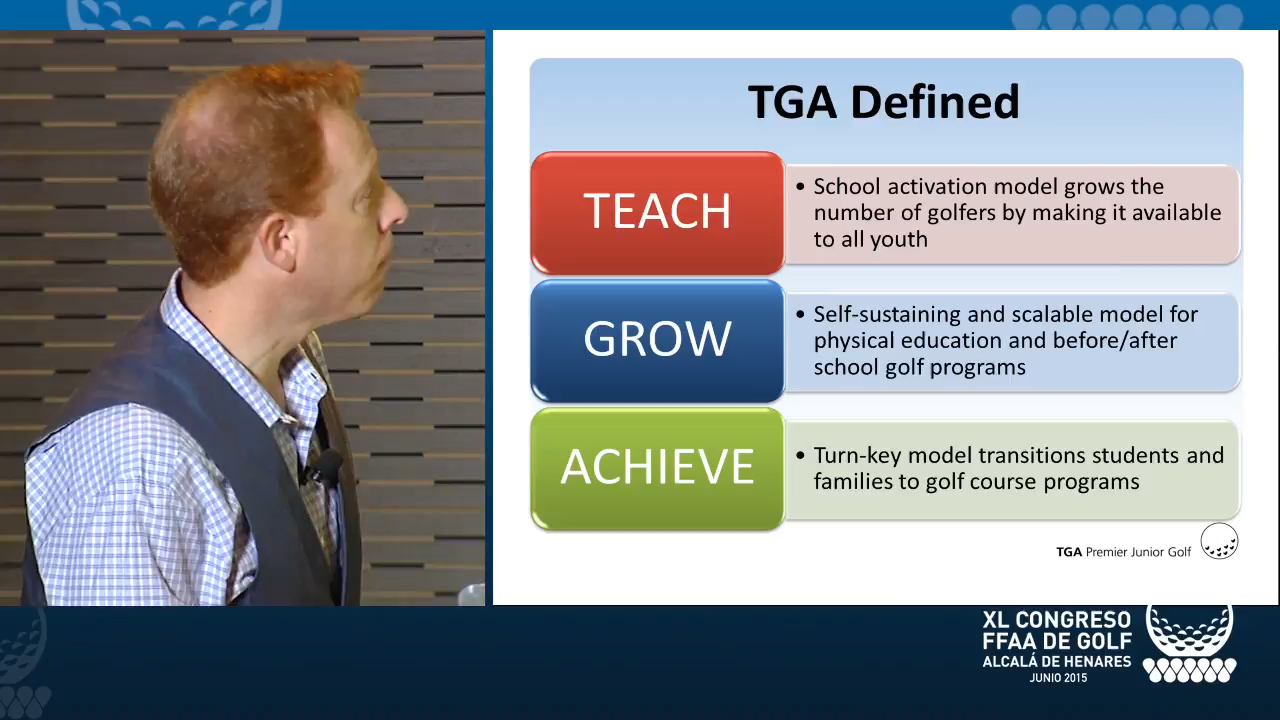 TGA Defined
TEACH
• School activation model grows the
number of golfers by making it available
to all youth
GROW
• Self-sustaining and scalable model for
physical education and before/after
school golf programs
ACHIEVE
• Turn-key model transitions students and
families to golf course programs
TGA Premier Junior Golf
XL CONGRESO
FFAA DE GOLF
ALCALÁ DE HENARES
JUNIO 2015